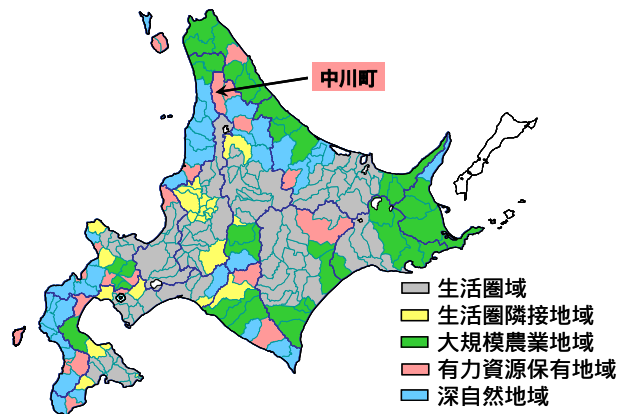 中川町
生活圏域
生活圏隣接地域
大規模農業地域
有力資源保有地域
深自然地域